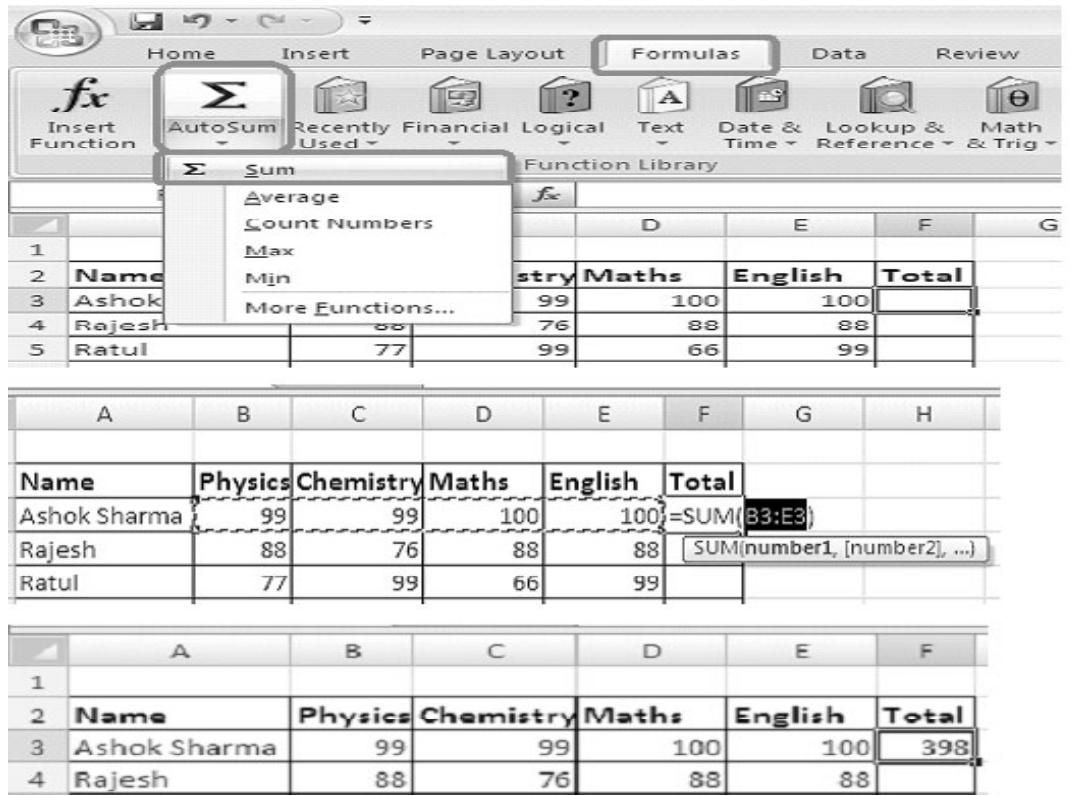 Home Insert Page Layout Formulas Data Review
fx Σ ? A θ
Insert AutoSum Recently Financial Logical Text Date & Lookup & Math
Function Used Time Reference & Trig
Σ Sum Function Library
Average fx
Count Numbers D E F G
Max
1
2 Name Min stry Maths English Total
3 Ashok More Functions... 99 100 100
4 Rajesh 88 76 88 88
5 Ratul 77 99 66 99
A B C D E F G H
Name Physics Chemistry Maths English Total
Ashok Sharma 99 99 100 100 =SUM(B3:E3)
Rajesh 88 76 88 88 SUM(number1, [number2], ...)
Ratul 77 99 66 99
A B C D E F
1
2 Name Physics Chemistry Maths English Total
3 Ashok Sharma 99 99 100 100 398
4 Rajesh 88 76 88 88